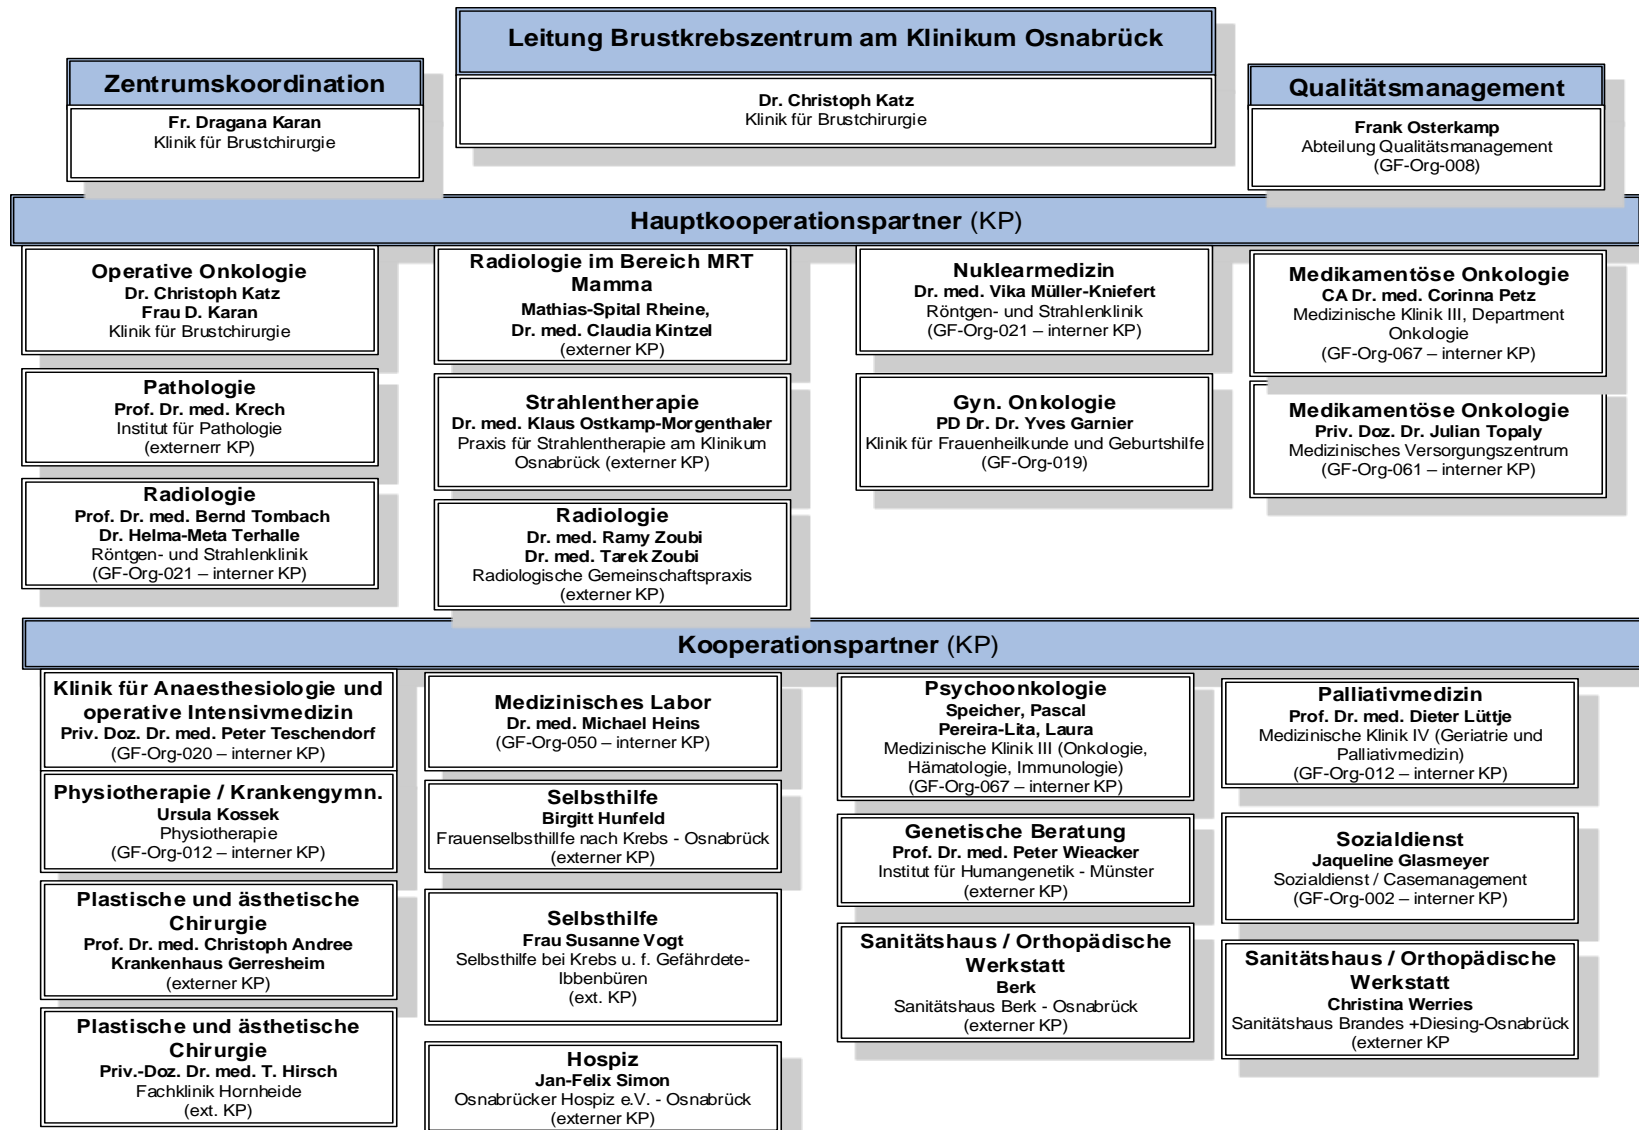 Leitung Brustkrebszentrum am Klinikum Osnabrück
Dr. Christoph Katz
Klinik für Brustchirurgie
Zentrumskoordination
Fr. Dragana Karan
Klinik für Brustchirurgie
Qualitätsmanagement
Frank Osterkamp
Abteilung Qualitätsmanagement
(GF-Org-008)
Hauptkooperationspartner (KP)
Operative Onkologie
Dr. Christoph Katz
Frau D. Karan
Klinik für Brustchirurgie
Pathologie
Prof. Dr. med. Krech
Institut für Pathologie
(externerr KP)
Radiologie
Prof. Dr. med. Bernd Tombach
Dr. Helma-Meta Terhalle
Röntgen- und Strahlenklinik
(GF-Org-021 – interner KP)
Radiologie im Bereich MRT
Mamma
Mathias-Spital Rheine,
Dr. med. Claudia Kintzel
(externer KP)
Strahlentherapie
Dr. med. Klaus Ostkamp-Morgenthaler
Praxis für Strahlentherapie am Klinikum
Osnabrück (externer KP)
Radiologie
Dr. med. Ramy Zoubi
Dr. med. Tarek Zoubi
Radiologische Gemeinschaftspraxis
(externer KP)
Nuklearmedizin
Dr. med. Vika Müller-Kniefert
Röntgen- und Strahlenklinik
(GF-Org-021 – interner KP)
Gyn. Onkologie
PD Dr. Dr. Yves Garnier
Klinik für Frauenheilkunde und Geburtshilfe
(GF-Org-019)
Medikamentöse Onkologie
CA Dr. med. Corinna Petz
Medizinische Klinik III, Department
Onkologie
(GF-Org-067 – interner KP)
Medikamentöse Onkologie
Priv. Doz. Dr. Julian Topaly
Medizinisches Versorgungszentrum
(GF-Org-061 – interner KP)
Kooperationspartner (KP)
Klinik für Anaesthesiologie und
operative Intensivmedizin
Priv. Doz. Dr. med. Peter Teschendorf
(GF-Org-020 – interner KP)
Physiotherapie / Krankengymn.
Ursula Kossek
Physiotherapie
(GF-Org-012 – interner KP)
Plastische und ästhetische
Chirurgie
Prof. Dr. med. Christoph Andree
Krankenhaus Gerresheim
(externer KP)
Plastische und ästhetische
Chirurgie
Priv.-Doz. Dr. med. T. Hirsch
Fachklinik Hornheide
(ext. KP)
Medizinisches Labor
Dr. med. Michael Heins
(GF-Org-050 – interner KP)
Selbsthilfe
Birgitt Hunfeld
Frauenselbsthillfe nach Krebs - Osnabrück
(externer KP)
Selbsthilfe
Frau Susanne Vogt
Selbsthilfe bei Krebs u. f. Gefährdete-
Ibbenbüren
(ext. KP)
Hospiz
Jan-Felix Simon
Osnabrücker Hospiz e.V. - Osnabrück
(externer KP)
Psychoonkologie
Speicher, Pascal
Pereira-Lita, Laura
Medizinische Klinik III (Onkologie,
Hämatologie, Immunologie)
(GF-Org-067 – interner KP)
Genetische Beratung
Prof. Dr. med. Peter Wieacker
Institut für Humangenetik - Münster
(externer KP)
Sanitätshaus / Orthopädische
Werkstatt
Berk
Sanitätshaus Berk - Osnabrück
(externer KP)
Palliativmedizin
Prof. Dr. med. Dieter Lüttje
Medizinische Klinik IV (Geriatrie und
Palliativmedizin)
(GF-Org-012 – interner KP)
Sozialdienst
Jaqueline Glasmeyer
Sozialdienst / Casemanagement
(GF-Org-002 – interner KP)
Sanitätshaus / Orthopädische
Werkstatt
Christina Werries
Sanitätshaus Brandes +Diesing-Osnabrück
(externer KP